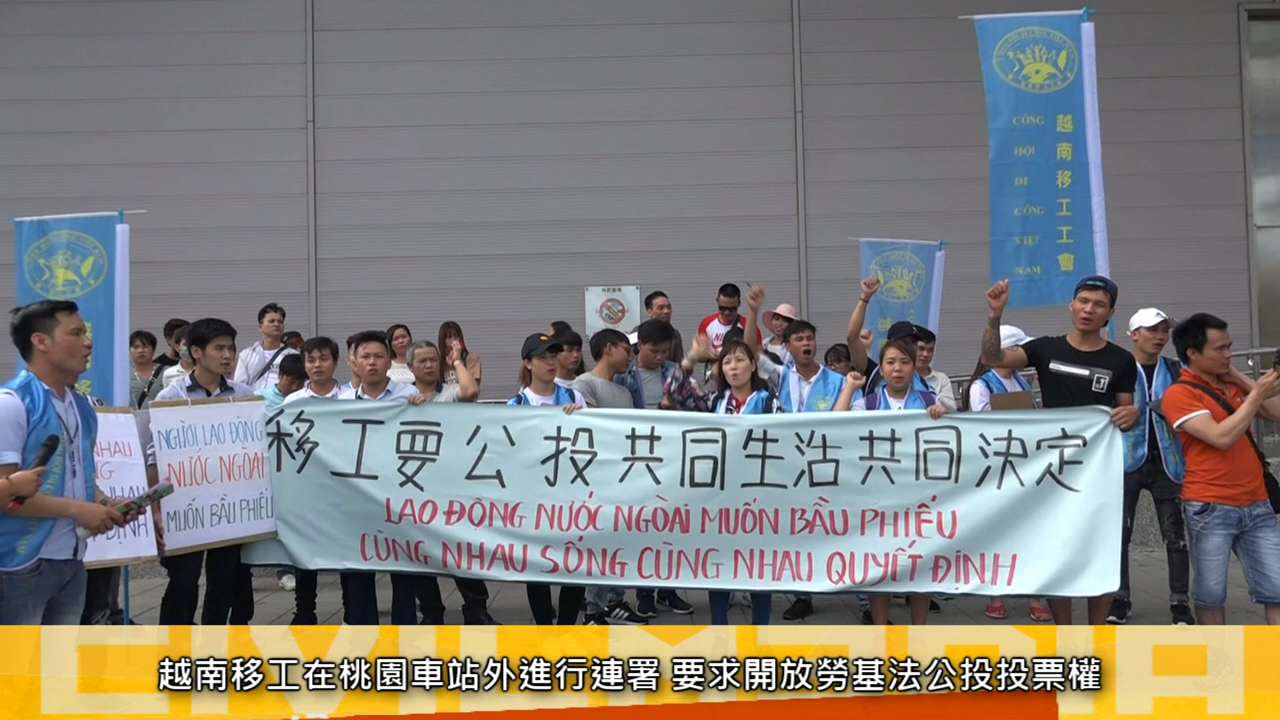 越南移工工會
CÔNG
HỘI
DI
CÔNG
VIỆT
NAM
NHAU
NGƯỜI LAO ĐỘNG
NƯỚC NGOÀI
MUỐN BẦU PHIẾU
移工要公投共同生活共同決定
LAO ĐỘNG NƯỚC NGOÀI MUỐN BẦU PHIẾU
CÙNG NHAU SỐNG CÙNG NHAU QUYẾT ĐỊNH
越南移工在桃園車站外進行連署 要求開放勞基法公投投票權